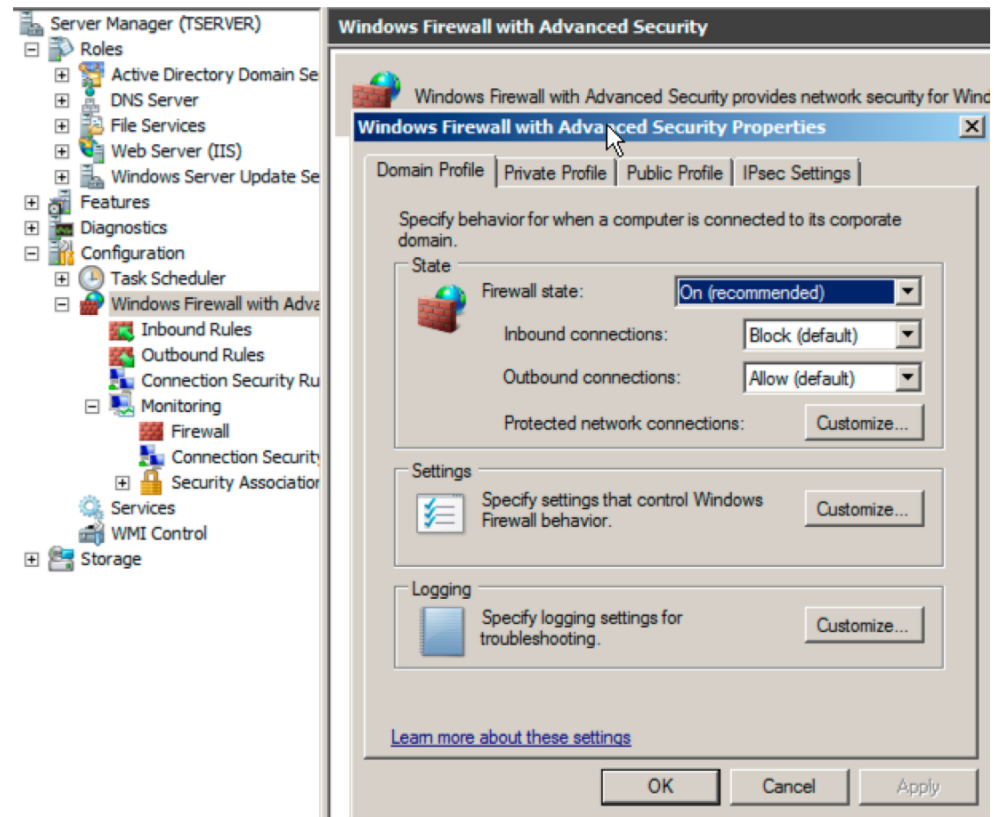 Server Manager (TSERVER)
Roles
Active Directory Domain Se
DNS Server
File Services
Web Server (IIS)
Windows Server Update Se
Features
Diagnostics
Configuration
Task Scheduler
Windows Firewall with Adva
Inbound Rules
Outbound Rules
Connection Security Ru
Monitoring
Firewall
Connection Securit
Security Association
Services
WMI Control
Storage
Windows Firewall with Advanced Security
Windows Firewall with Advanced Security provides network security for Wind
Windows Firewall with Advanced Security Properties
Domain Profile Private Profile Public Profile IPsec Settings
Specify behavior for when a computer is connected to its corporate
domain.
State
Firewall state: On (recommended)
Inbound connections: Block (default)
Outbound connections: Allow (default)
Protected network connections: Customize...
Settings
Specify settings that control Windows
Firewall behavior.
Customize...
Logging
Specify logging settings for
troubleshooting.
Customize...
Learn more about these settings
OK Cancel Apply